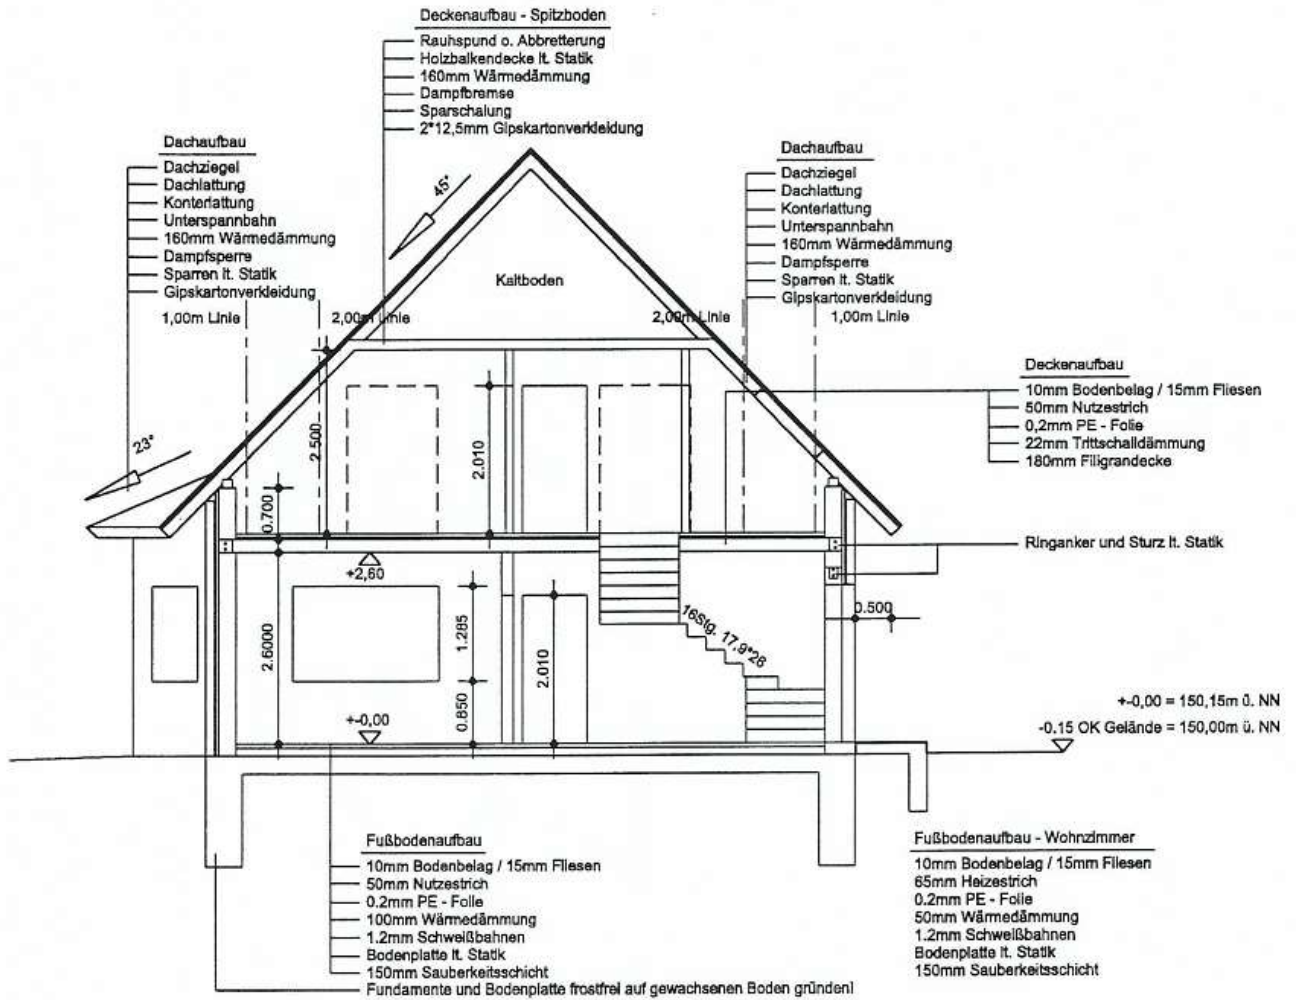 Deckenaufbau - Spitzboden
Rauhspund o. Abbretterung
Holzbalkendecke lt. Statik
160mm Wärmedämmung
Dampfbremse
Sparschalung
2*12,5mm Gipskartonverkleidung
Dachaufbau
Dachziegel
Dachlattung
Konterlattung
Unterspannbahn
160mm Wärmedämmung
Dampfsperre
Sparren lt. Statik
Gipskartonverkleidung
1,00m Linie
2,00m Linie
45°
Kaltboden
Dachaufbau
Dachziegel
Dachlattung
Konterlattung
Unterspannbahn
160mm Wärmedämmung
Dampfsperre
Sparren lt. Statik
Gipskartonverkleidung
2,00m Linie
1,00m Linie
Deckenaufbau
10mm Bodenbelag / 15mm Fliesen
50mm Nutzestrich
0,2mm PE - Folie
22mm Trittschalldämmung
180mm Filigrandecke
23°
2.500
2.010
0.700
Ringanker und Sturz lt. Statik
+2,60
2.6000
1.285
0.850
2.010
16Stg. 17,9*26
0.500
+-0,00
+-0,00 = 150,15m ü. NN
-0.15 OK Gelände = 150,00m ü. NN
Fußbodenaufbau
10mm Bodenbelag / 15mm Fliesen
50mm Nutzestrich
0.2mm PE - Folie
100mm Wärmedämmung
1.2mm Schweißbahnen
Bodenplatte lt. Statik
150mm Sauberkeitsschicht
Fundamente und Bodenplatte frostfrei auf gewachsenen Boden gründen!
Fußbodenaufbau - Wohnzimmer
10mm Bodenbelag / 15mm Fliesen
65mm Heizestrich
0.2mm PE - Folie
50mm Wärmedämmung
1.2mm Schweißbahnen
Bodenplatte lt. Statik
150mm Sauberkeitsschicht